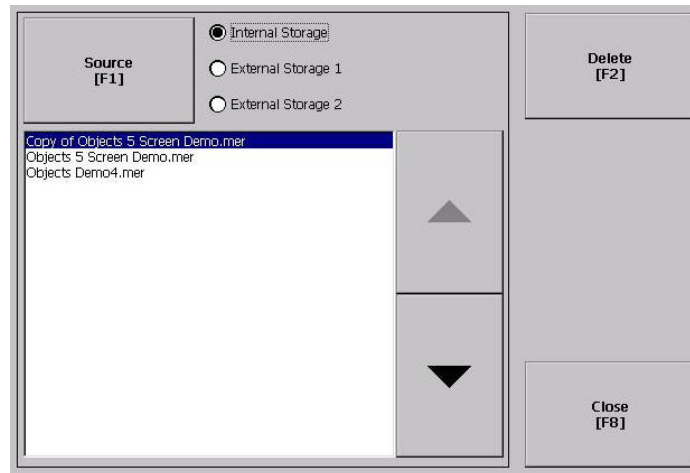 Source
[F1]
Internal Storage
External Storage 1
External Storage 2
Delete
[F2]
Copy of Objects 5 Screen Demo.mer
Objects 5 Screen Demo.mer
Objects Demo4.mer
Close
[F8]